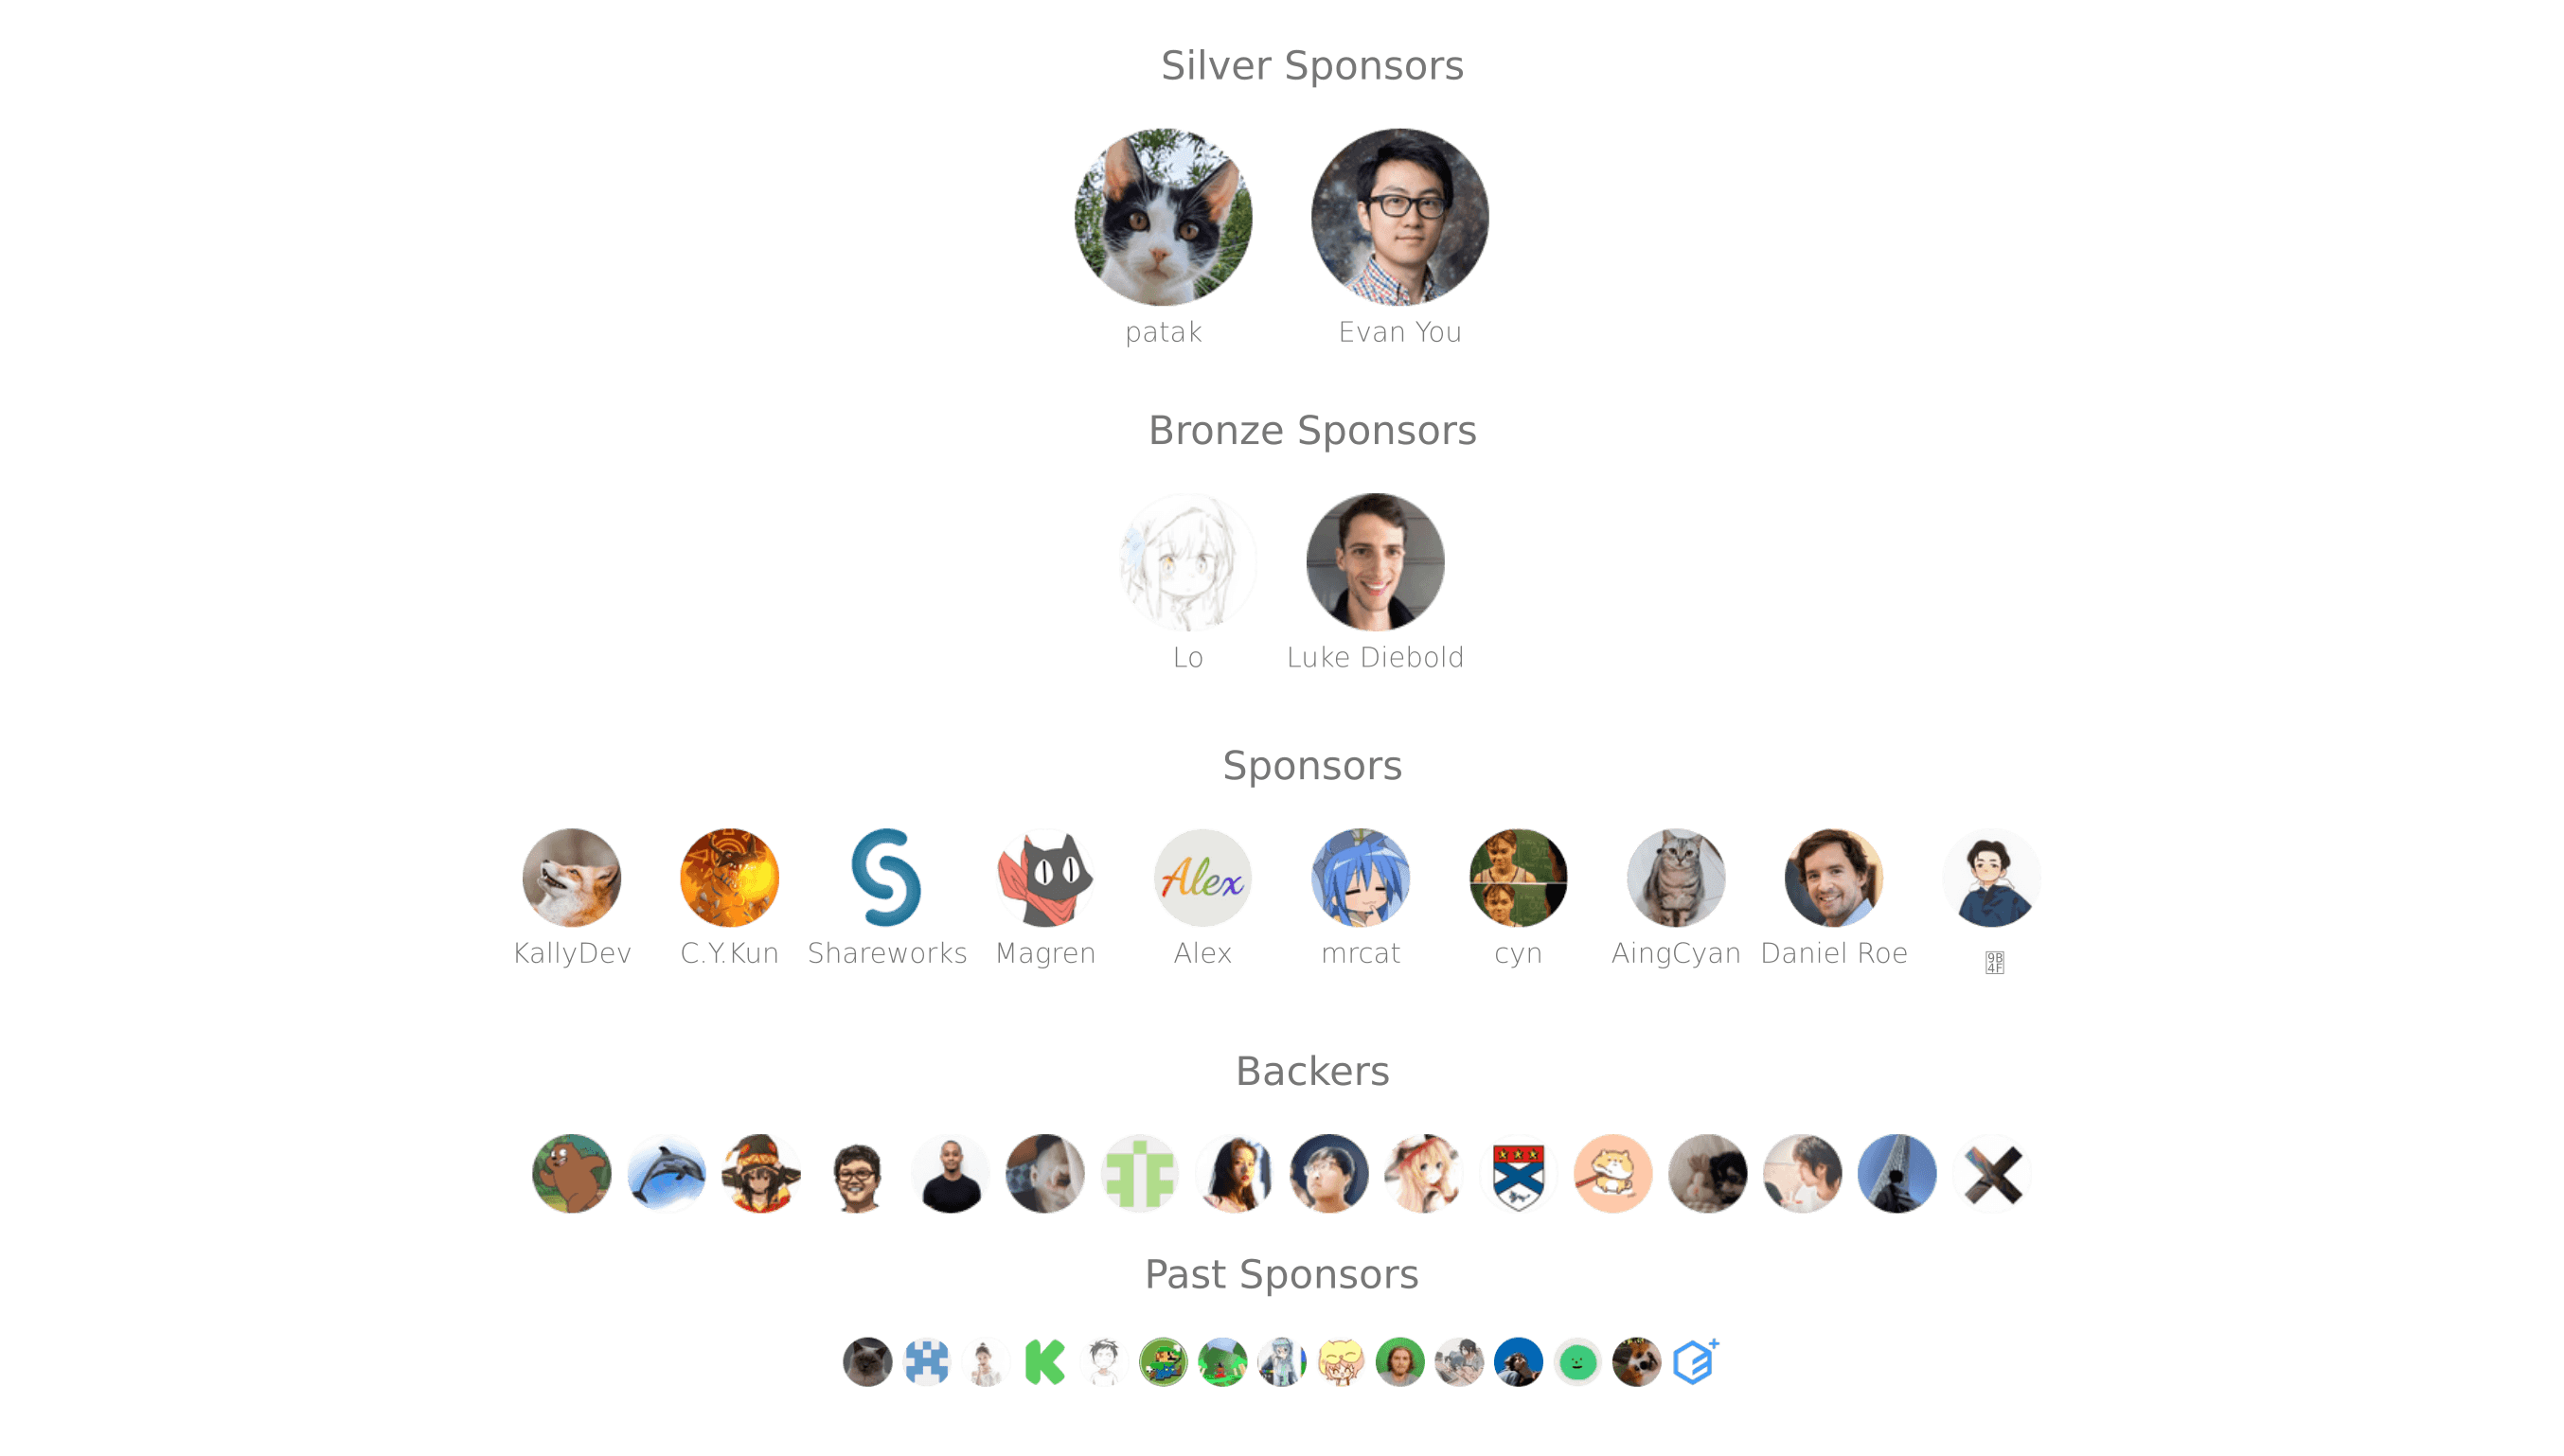 Silver Sponsors
patak Evan You
Bronze Sponsors
Lo Luke Diebold
Sponsors
Alex
KallyDev C.Y.Kun Shareworks Magren Alex mrcat cyn AingCyan Daniel Roe
Backers
Past Sponsors